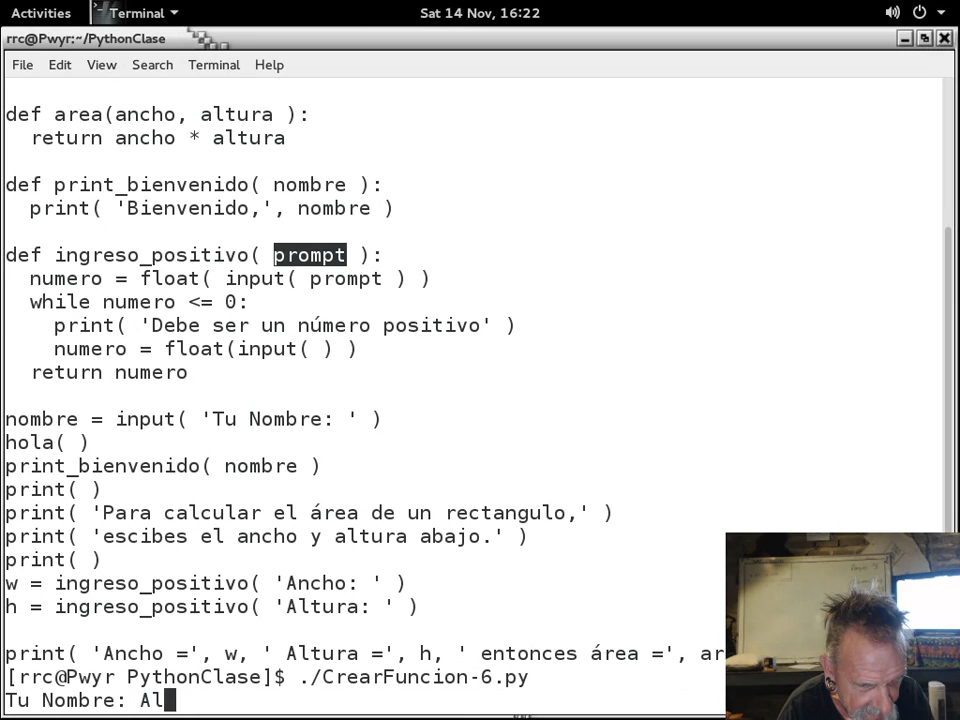 Activities Terminal Sat 14 Nov, 16:22
rrc@Pwyr:~/PythonClase
File Edit View Search Terminal Help
def area(ancho, altura ):
  return ancho * altura
def print_bienvenido( nombre ):
  print( 'Bienvenido,', nombre )
def ingreso_positivo( prompt ):
  numero = float( input( prompt ) )
  while numero <= 0:
    print( 'Debe ser un número positivo' )
    numero = float(input( ) )
  return numero
nombre = input( 'Tu Nombre: ' )
hola( )
print_bienvenido( nombre )
print( )
print( 'Para calcular el área de un rectangulo,' )
print( 'escibes el ancho y altura abajo.' )
print( )
w = ingreso_positivo( 'Ancho: ' )
h = ingreso_positivo( 'Altura: ' )
print( 'Ancho =', w, ' Altura =', h, ' entonces área =', ar
[rrc@Pwyr PythonClase]$ ./CrearFuncion-6.py
Tu Nombre: Al